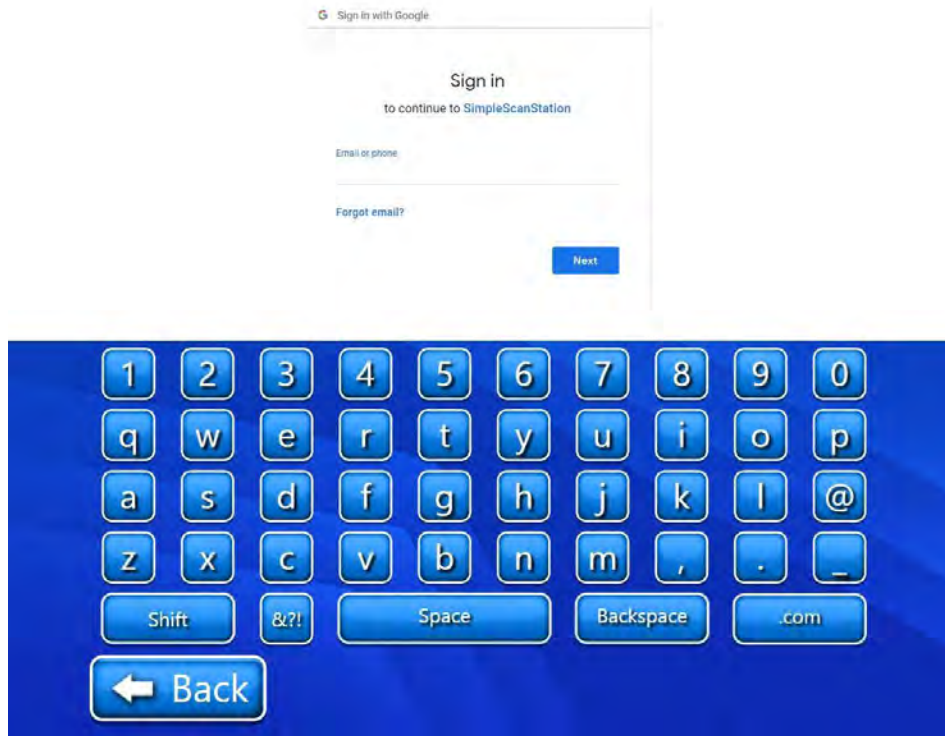 Sign in with Google
Sign in
to continue to SimpleScanStation
Email or phone
Forgot email?
Next
1 2 3 4 5 6 7 8 9 0
q w e r t y u i o p
a s d f g h j k l @
z x c v b n m , . _
Shift &?! Space Backspace .com
Back